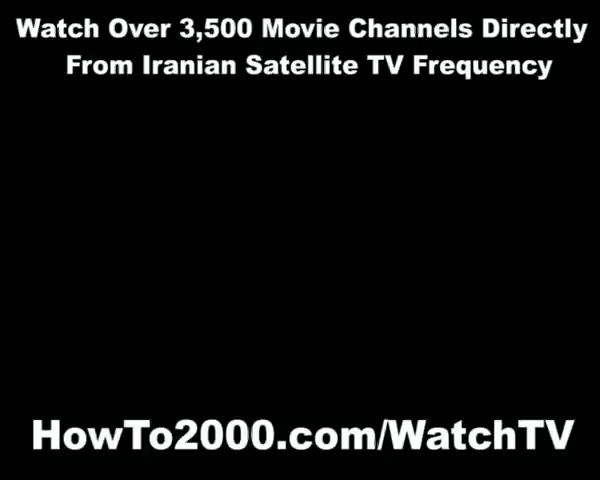 Watch Over 3,500 Movie Channels Directly
From Iranian Satellite TV Frequency
HowTo2000.com/WatchTV